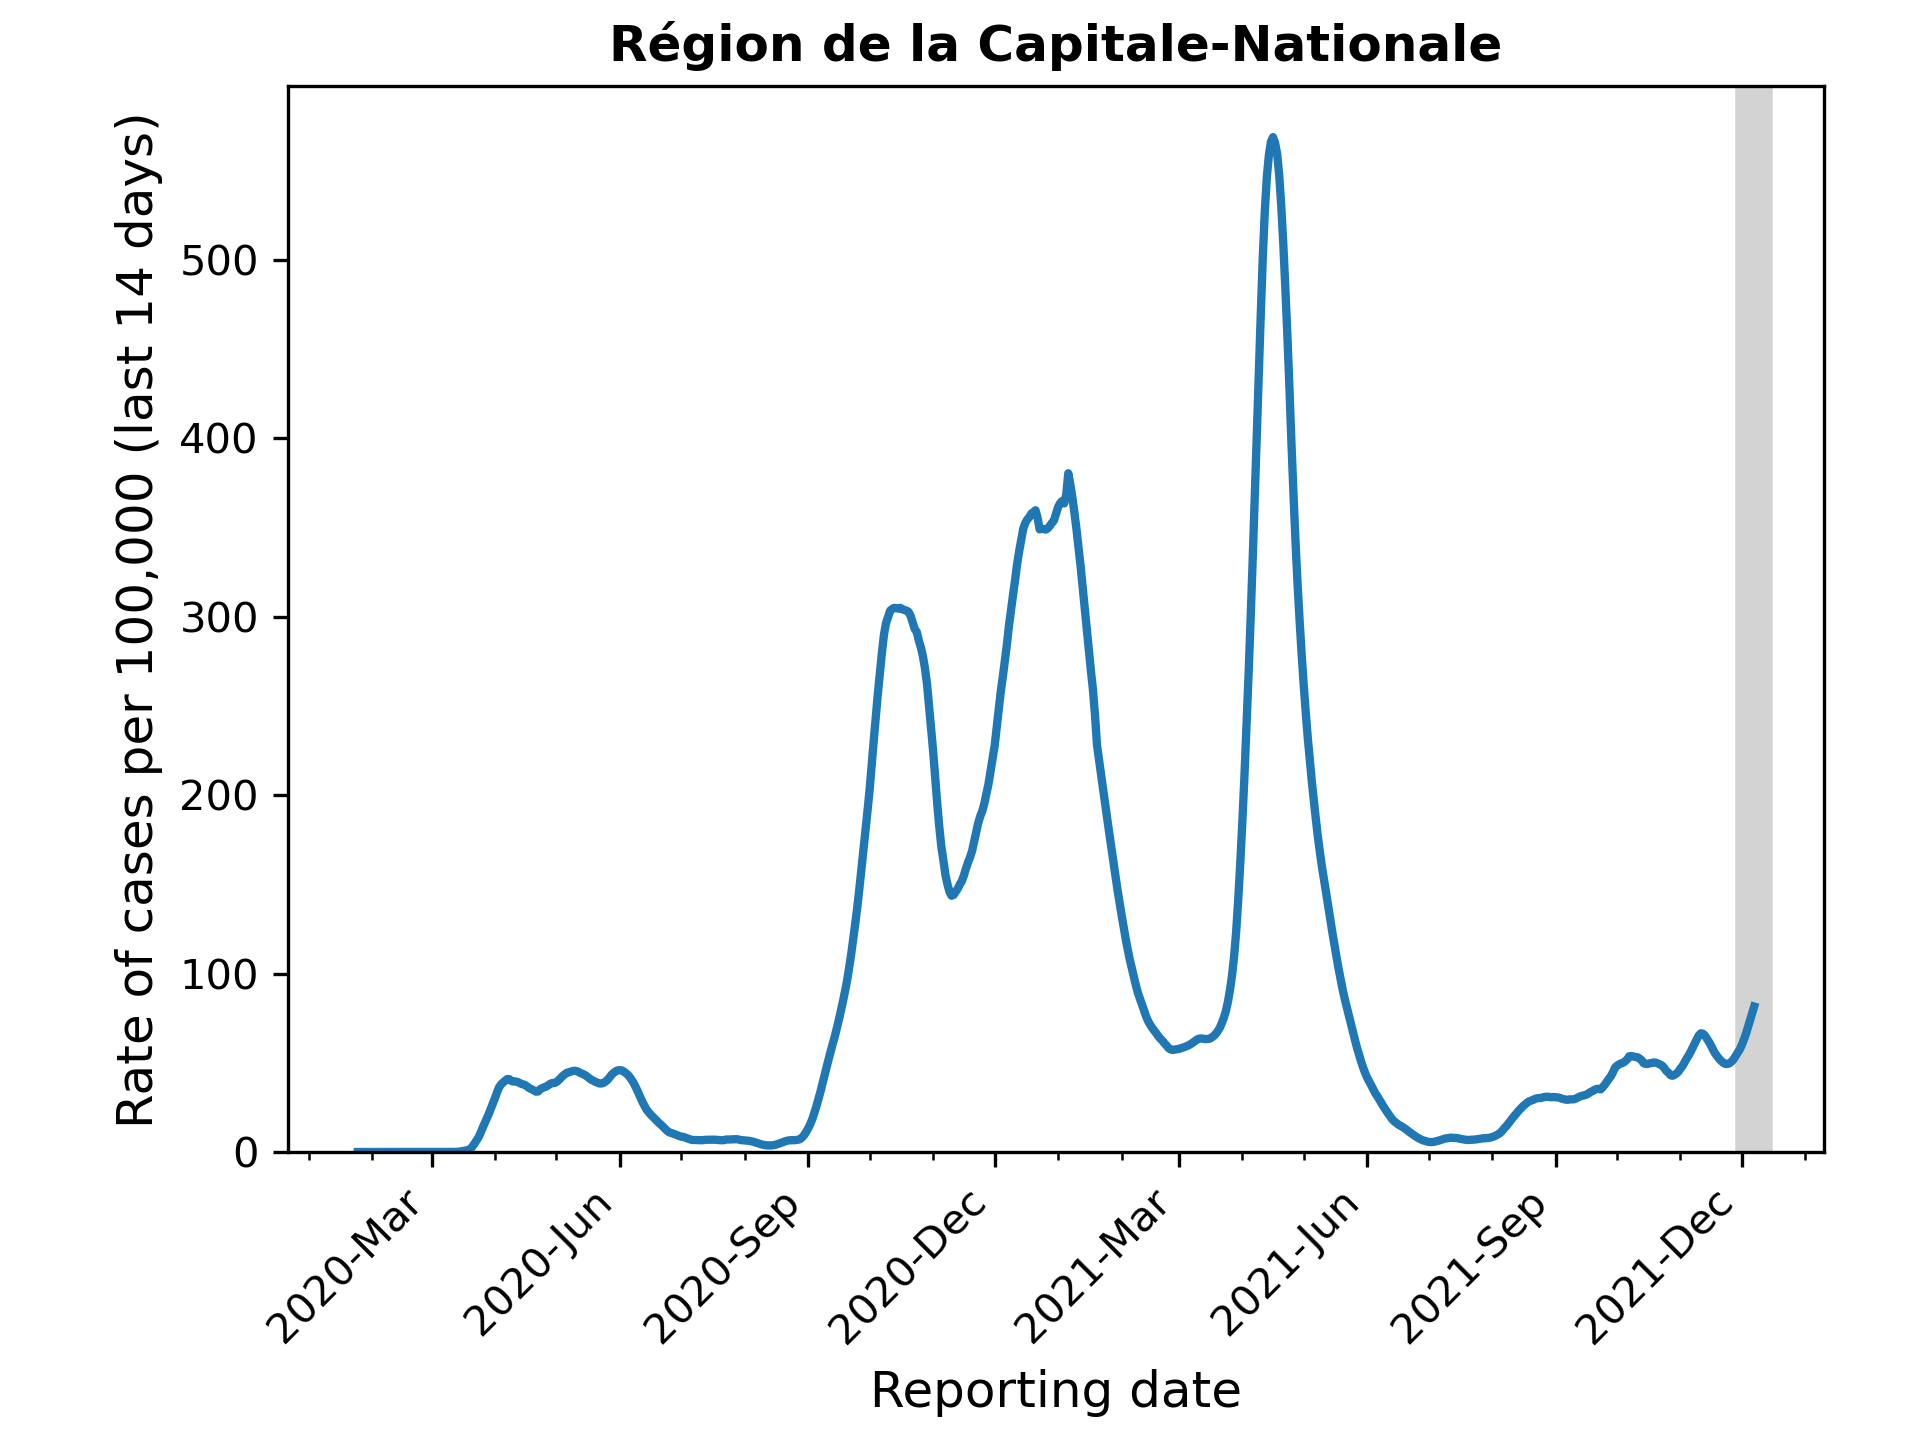 Région de la Capitale-Nationale
Rate of cases per 100,000 (last 14 days)
500
400
300
200
100
0
2020-Mar
2020-Jun
2020-Sep
2020-Dec
2021-Mar
2021-Jun
2021-Sep
2021-Dec
Reporting date